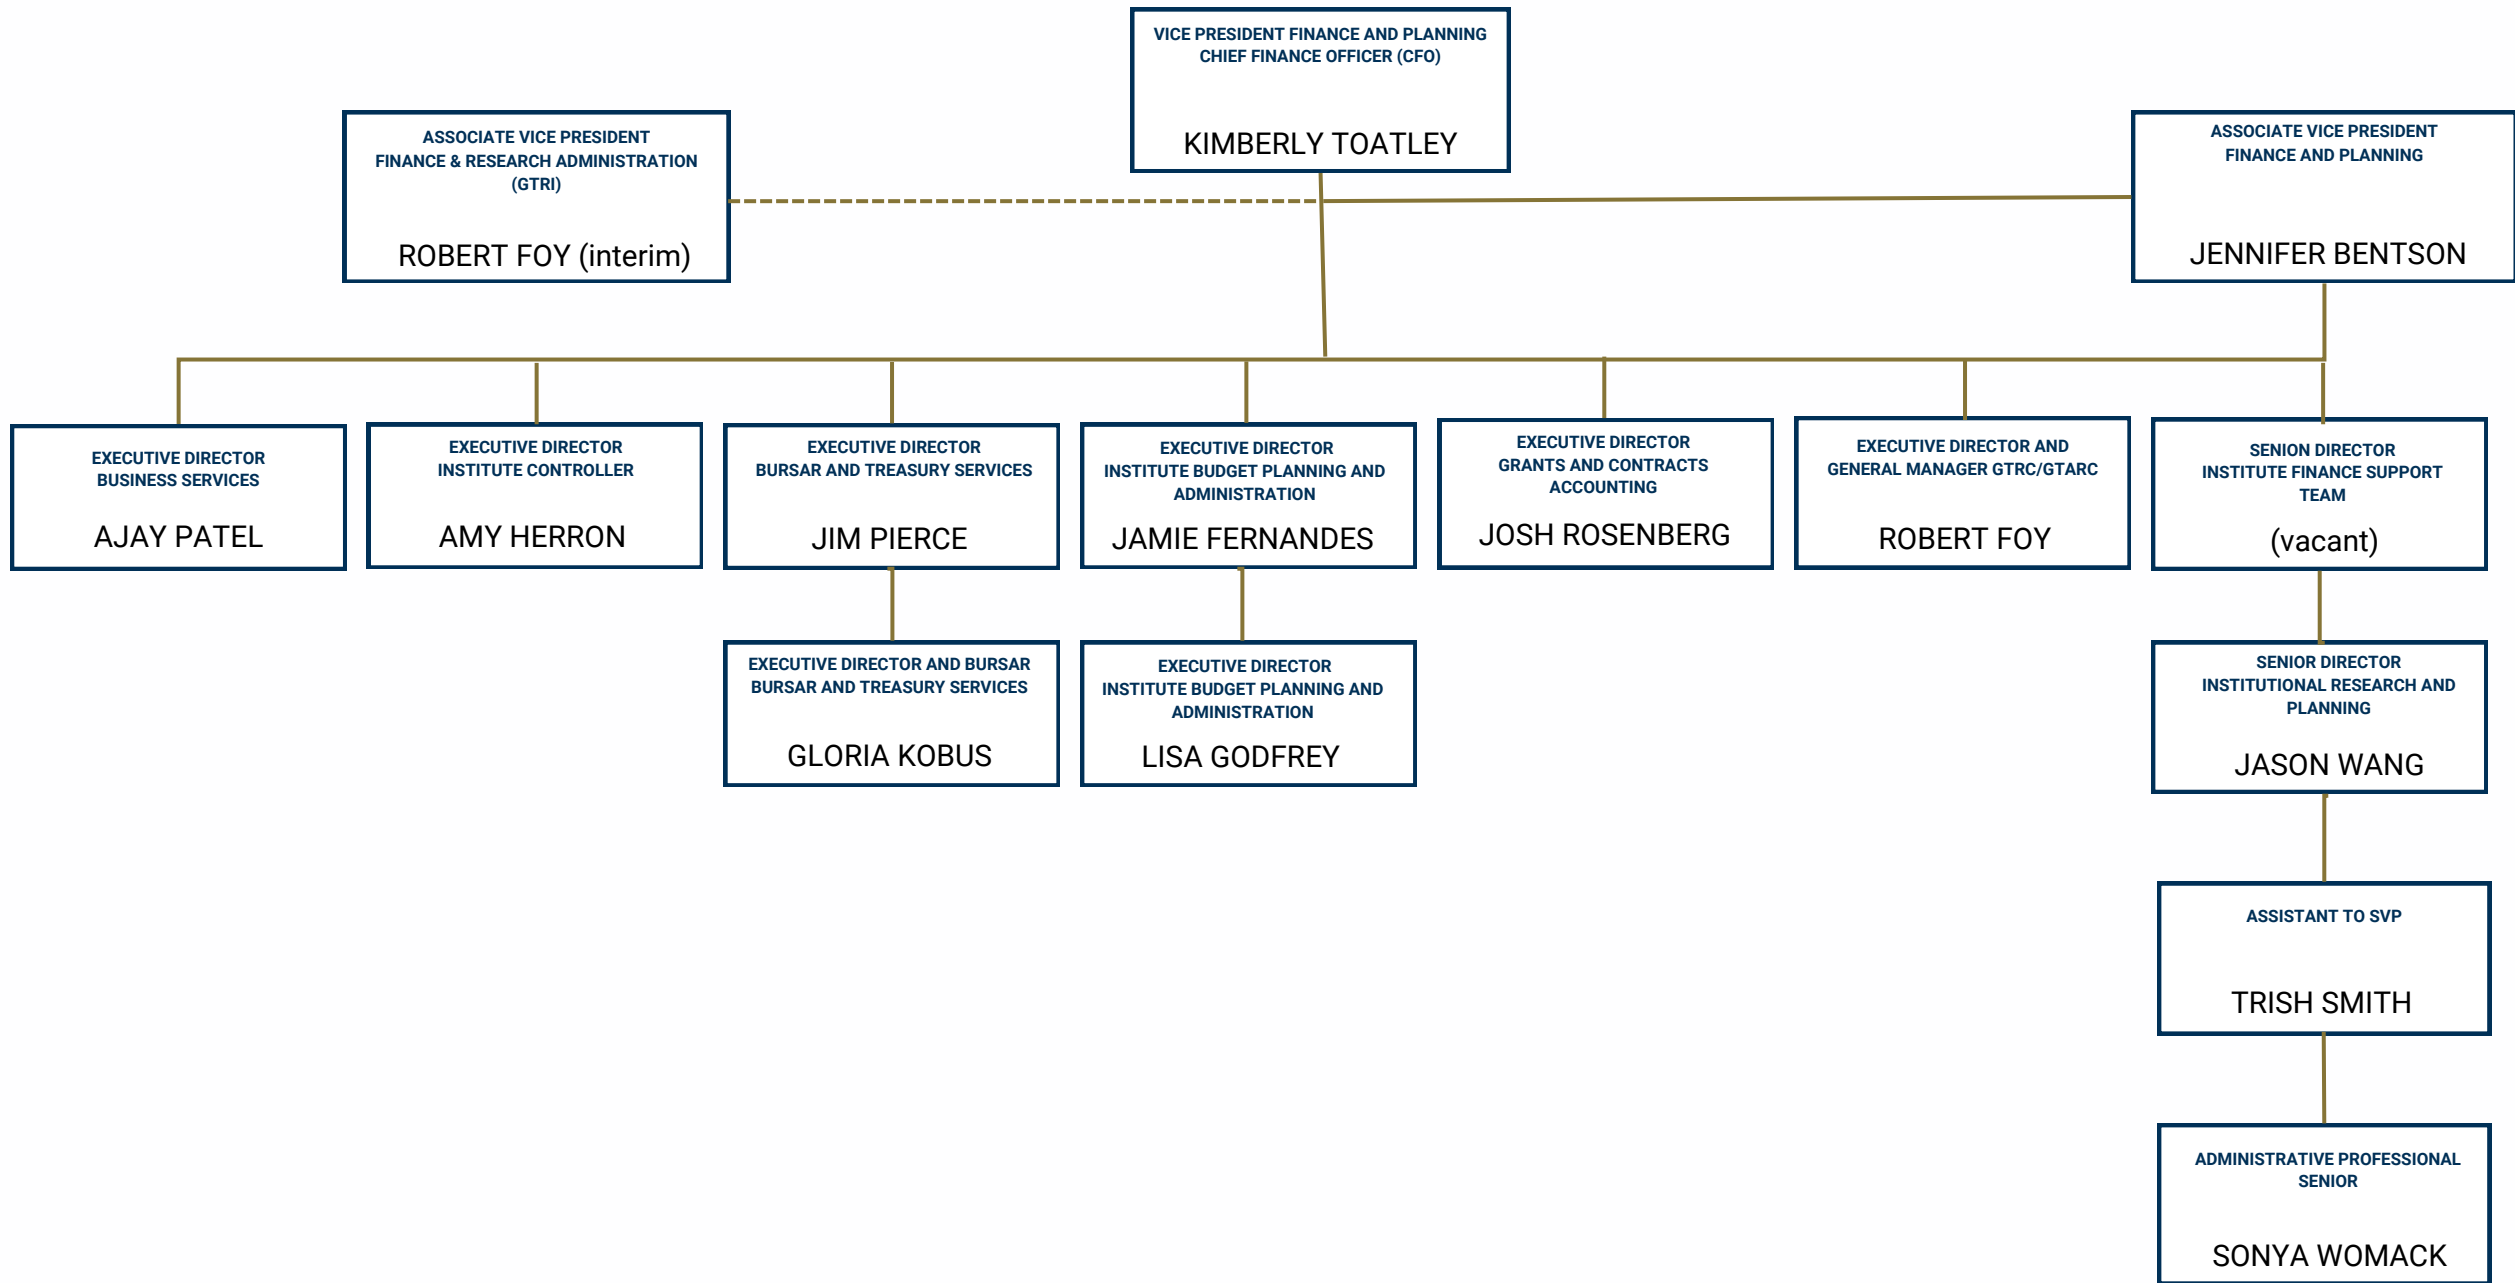 VICE PRESIDENT FINANCE AND PLANNING
CHIEF FINANCE OFFICER (CFO)
KIMBERLY TOATLEY
ASSOCIATE VICE PRESIDENT
FINANCE & RESEARCH ADMINISTRATION
(GTRI)
ROBERT FOY (interim)
ASSOCIATE VICE PRESIDENT
FINANCE AND PLANNING
JENNIFER BENTSON
EXECUTIVE DIRECTOR
BUSINESS SERVICES
AJAY PATEL
EXECUTIVE DIRECTOR
INSTITUTE CONTROLLER
AMY HERRON
EXECUTIVE DIRECTOR
BURSAR AND TREASURY SERVICES
JIM PIERCE
EXECUTIVE DIRECTOR
INSTITUTE BUDGET PLANNING AND
ADMINISTRATION
JAMIE FERNANDES
EXECUTIVE DIRECTOR
GRANTS AND CONTRACTS
ACCOUNTING
JOSH ROSENBERG
EXECUTIVE DIRECTOR AND
GENERAL MANAGER GTRC/GTARC
ROBERT FOY
SENION DIRECTOR
INSTITUTE FINANCE SUPPORT
TEAM
(vacant)
EXECUTIVE DIRECTOR AND BURSAR
BURSAR AND TREASURY SERVICES
GLORIA KOBUS
EXECUTIVE DIRECTOR
INSTITUTE BUDGET PLANNING AND
ADMINISTRATION
LISA GODFREY
SENIOR DIRECTOR
INSTITUTIONAL RESEARCH AND
PLANNING
JASON WANG
ASSISTANT TO SVP
TRISH SMITH
ADMINISTRATIVE PROFESSIONAL
SENIOR
SONYA WOMACK